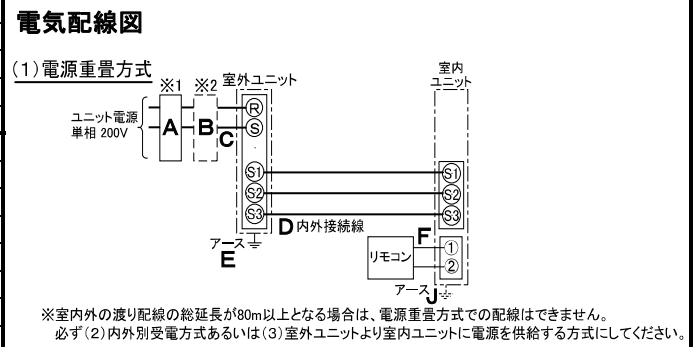 電気配線図
(1)電源重畳方式
※1 ※2 室外ユニット
室内
ユニット
ユニット電源
単相 200V
A B C
R
S
S1
S2
S3
S1
S2
S3
D 内外接続線
アース
E
リモコン
F
①
②
アース J
※室内外の渡り配線の総延長が80m以上となる場合は、電源重畳方式での配線はできません。
必ず(2)内外別受電方式あるいは(3)室外ユニットより室内ユニットに電源を供給する方式にしてください。